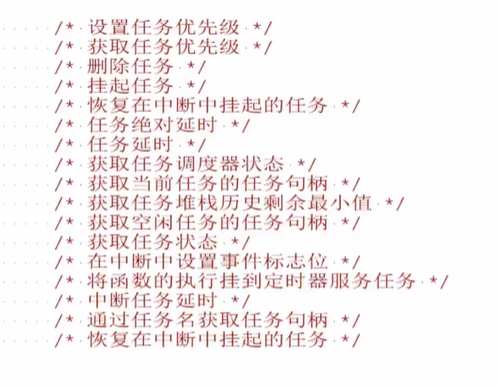 /* 设置任务优先级 */
/* 获取任务优先级 */
/* 删除任务 */
/* 挂起任务 */
/* 恢复在中断中挂起的任务 */
/* 任务绝对延时 */
/* 任务延时 */
/* 获取任务调度器状态 */
/* 获取当前任务的任务句柄 */
/* 获取任务堆栈历史剩余最小值 */
/* 获取空闲任务的任务句柄 */
/* 获取任务状态 */
/* 在中断中设置事件标志位 */
/* 将函数的执行挂到定时器服务任务 */
/* 中断任务延时 */
/* 通过任务名获取任务句柄 */
/* 恢复在中断中挂起的任务 */